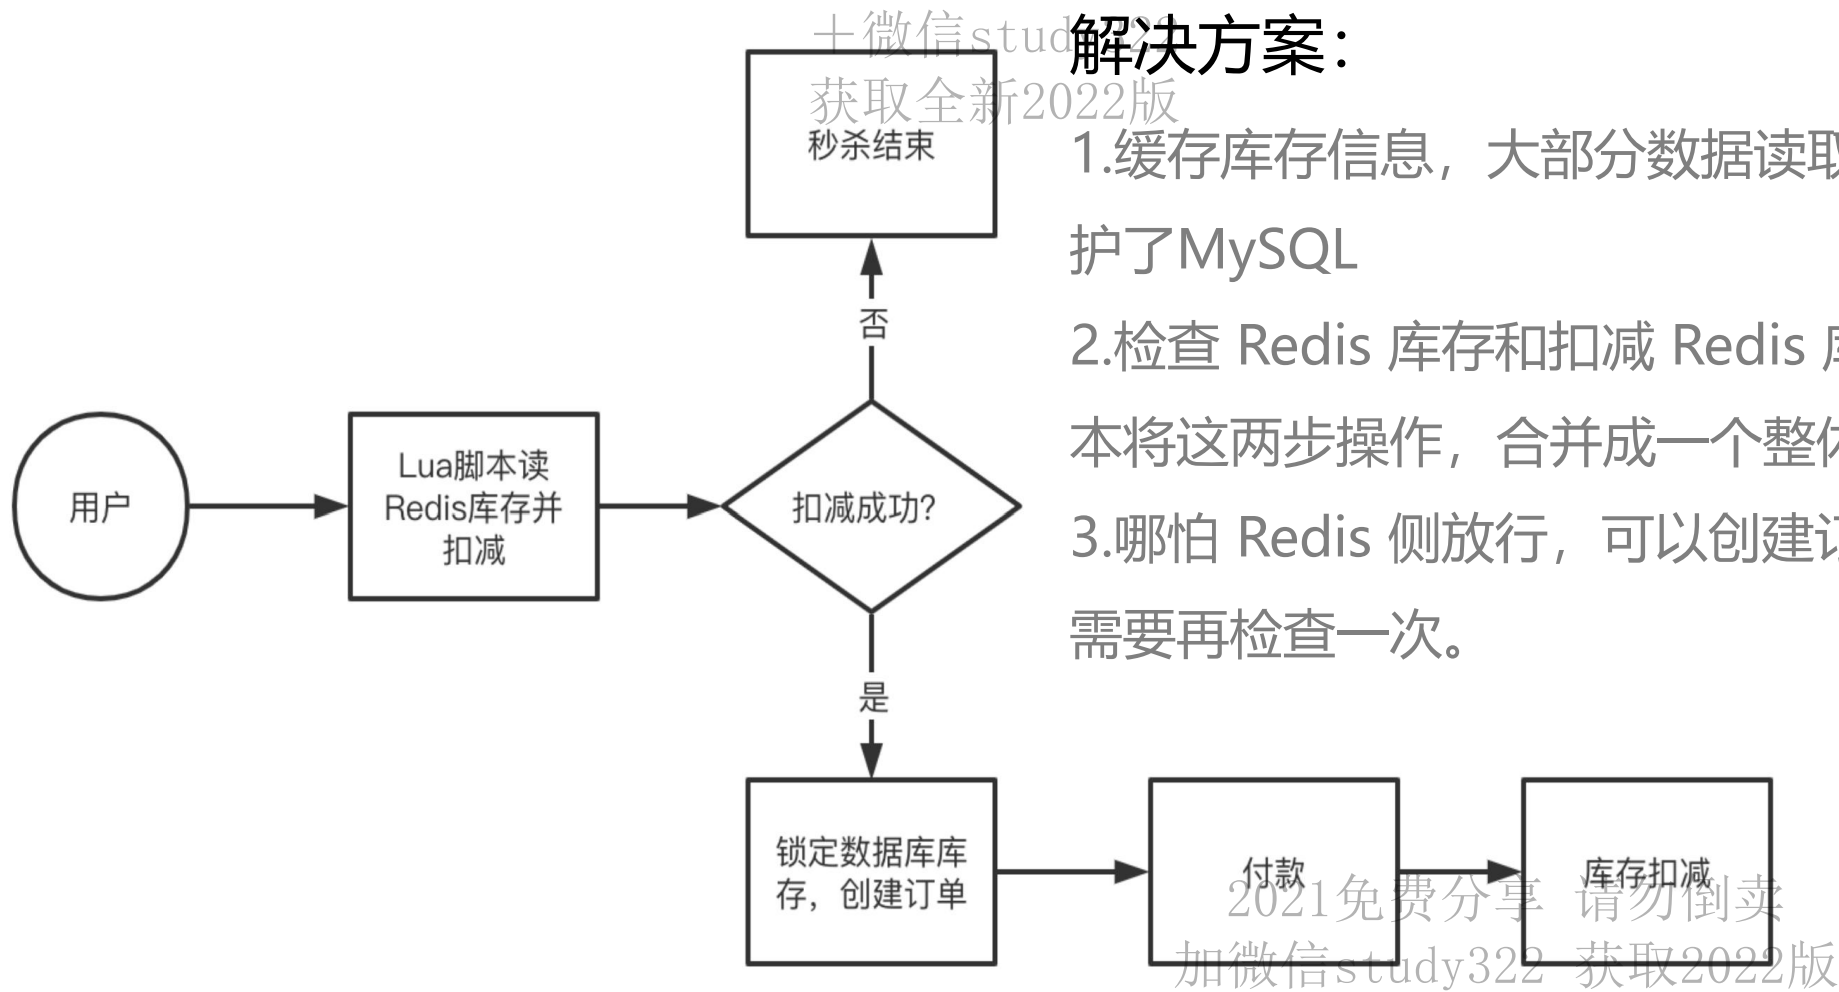 +微信study322
获取全新2022版
解决方案：
1.缓存库存信息，大部分数据读取
护了MySQL
2.检查 Redis 库存和扣减 Redis 库
本将这两步操作，合并成一个整体
3.哪怕 Redis 侧放行，可以创建订
需要再检查一次。
秒杀结束
否
用户
Lua脚本读
Redis库存并
扣减
扣减成功？
是
锁定数据库库
存，创建订单
付款
库存扣减
2021免费分享 请勿倒卖
加微信study322 获取2022版